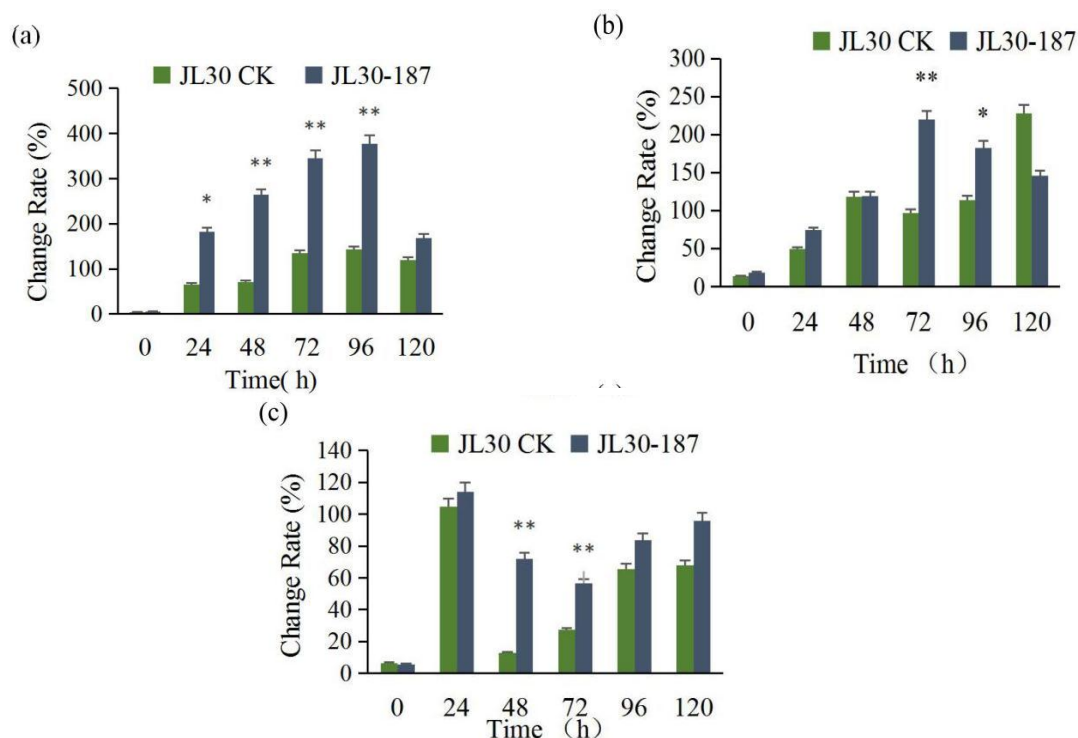 (a)
JL30 CK JL30-187
Change Rate (%)
500
400
300
200
100
0
* ** ** **
0 24 48 72 96 120
Time( h)
(b)
JL30 CK JL30-187
Change Rate (%)
300
250
200
150
100
50
0
** *
0 24 48 72 96 120
Time （h）
(c)
JL30 CK JL30-187
Change Rate (%)
140
120
100
80
60
40
20
0
** **
0 24 48 72 96 120
Time （h）